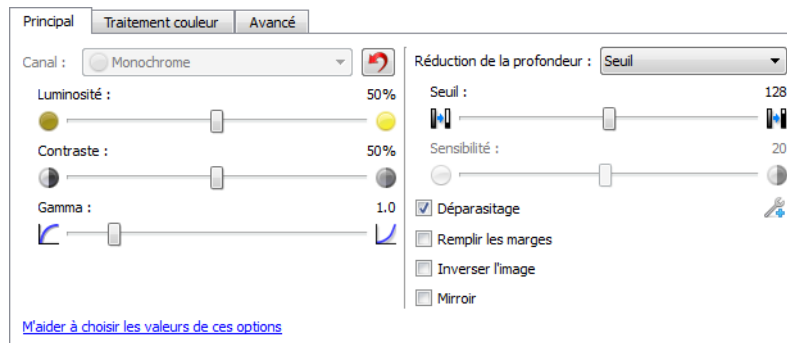 Principal Traitement couleur Avancé
Canal : Monochrome
Luminosité : 50%
Contraste : 50%
Gamma : 1.0
M'aider à choisir les valeurs de ces options
Réduction de la profondeur : Seuil
Seuil : 128
Sensibilité : 20
Déparasitage
Remplir les marges
Inverser l'image
Mirroir